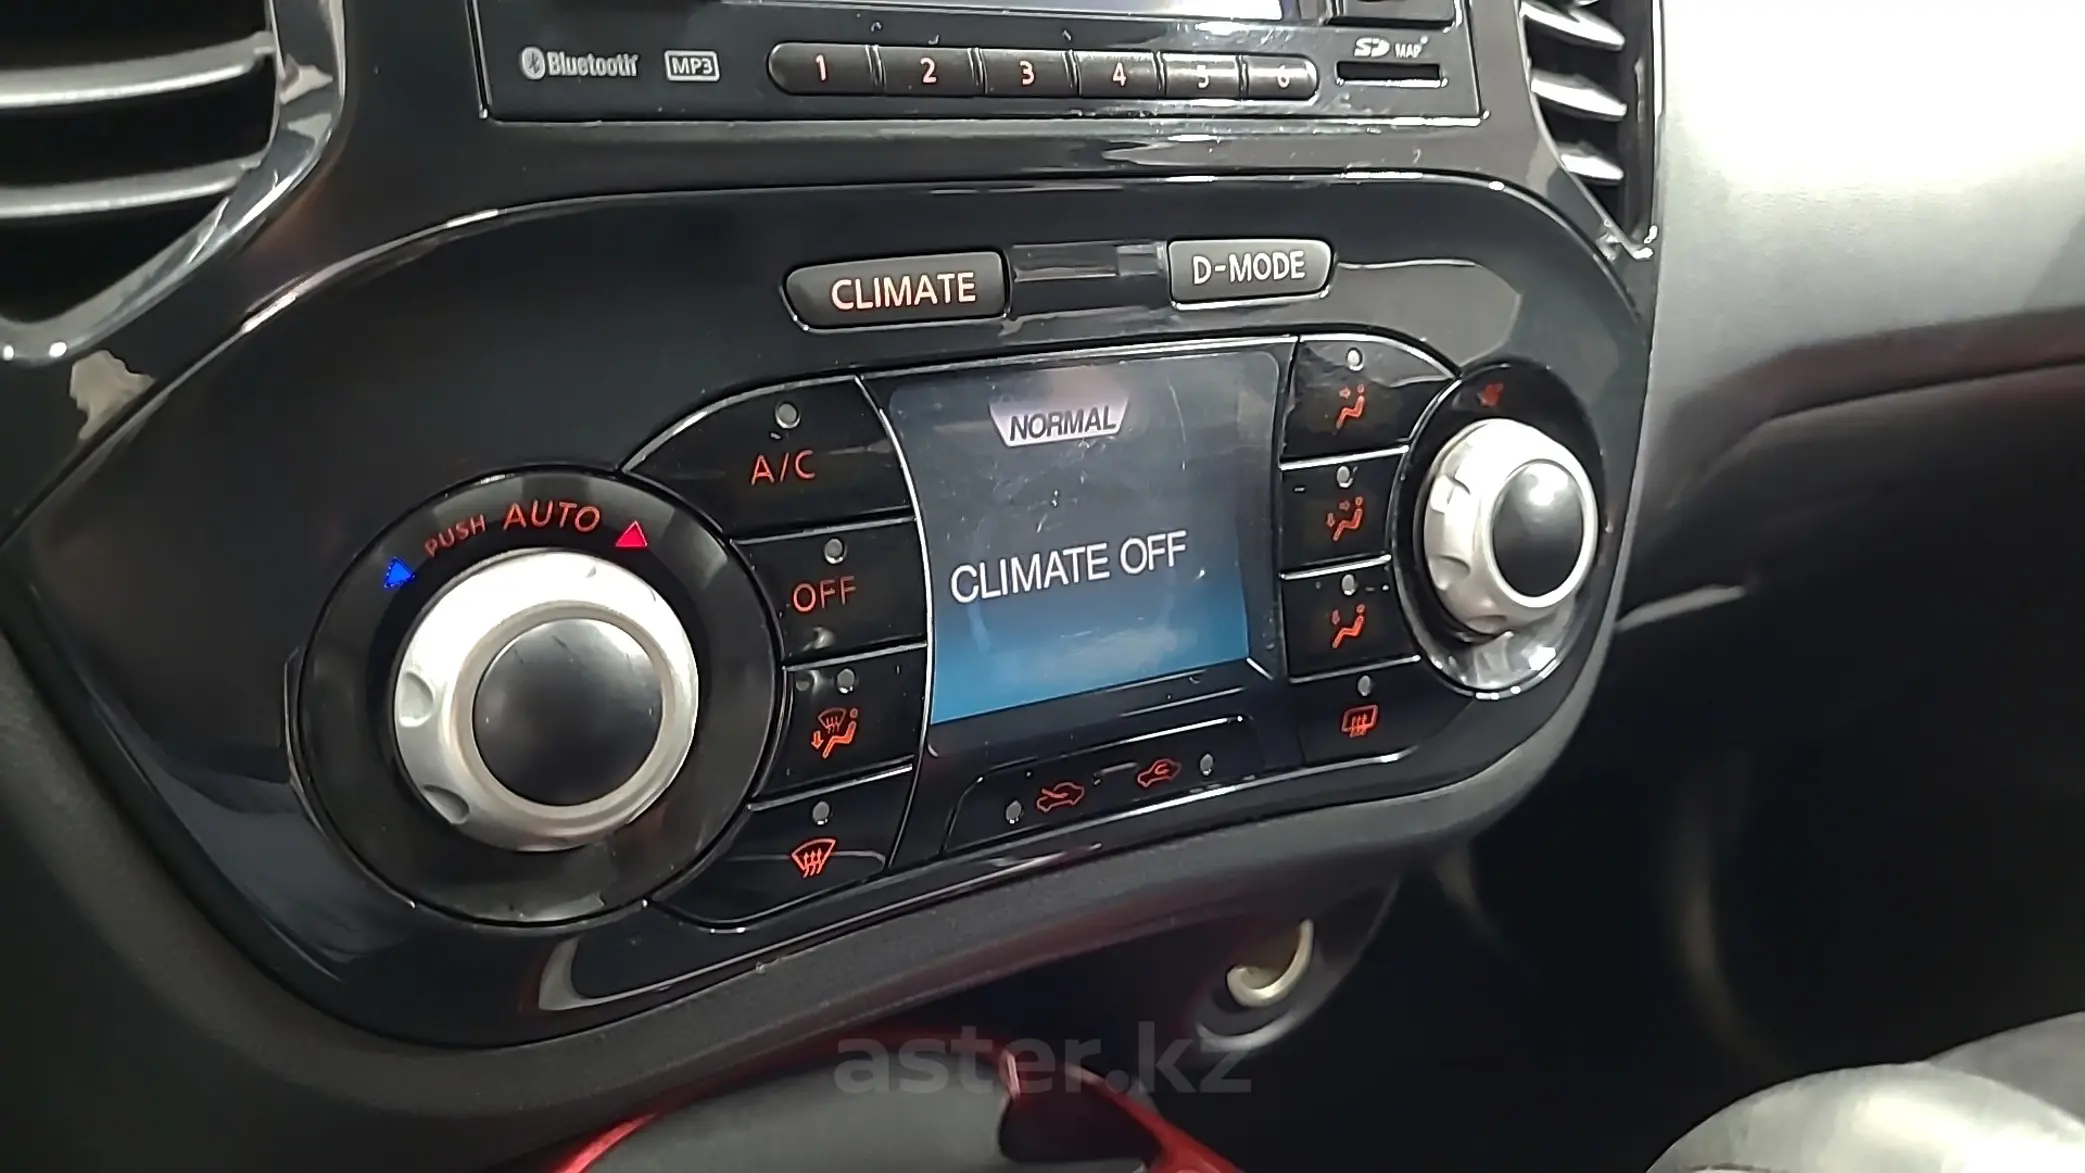 Bluetooth MP3 1 2 3 4 5 6 SD MAP
CLIMATE D-MODE
NORMAL
A/C
PUSH AUTO
CLIMATE OFF
OFF
aster.kz